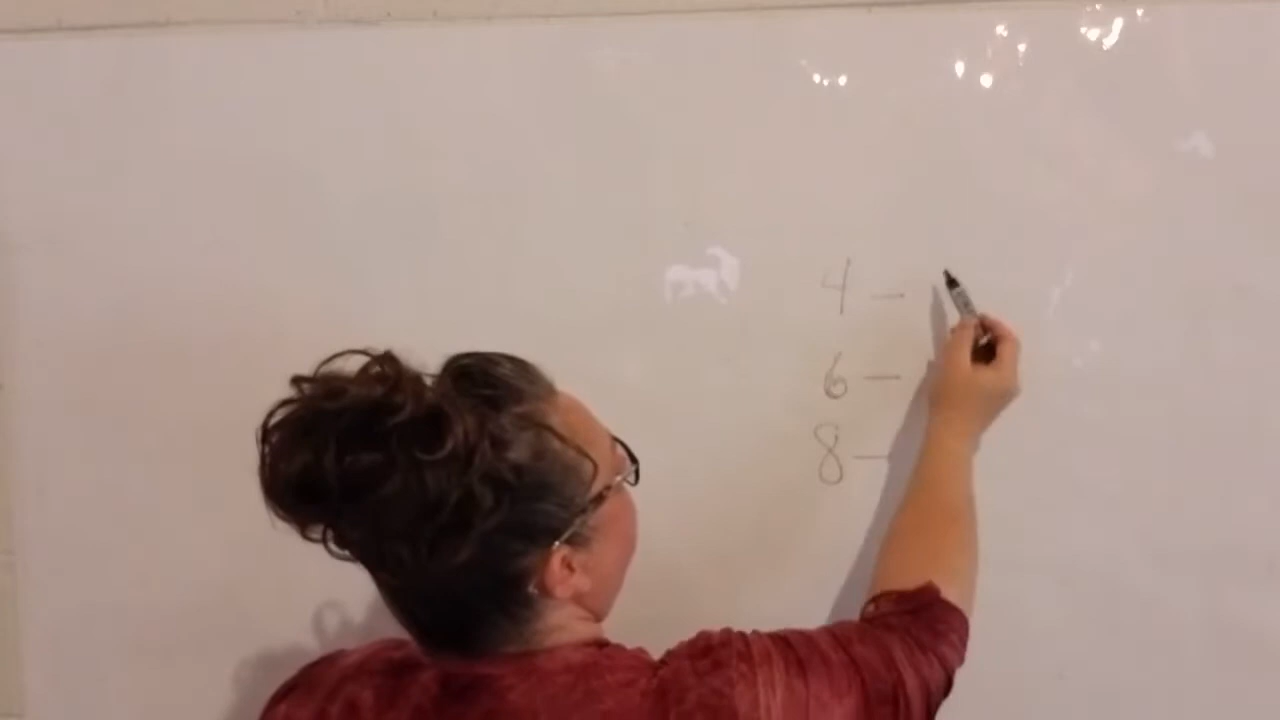 4 —
6 —
8 —